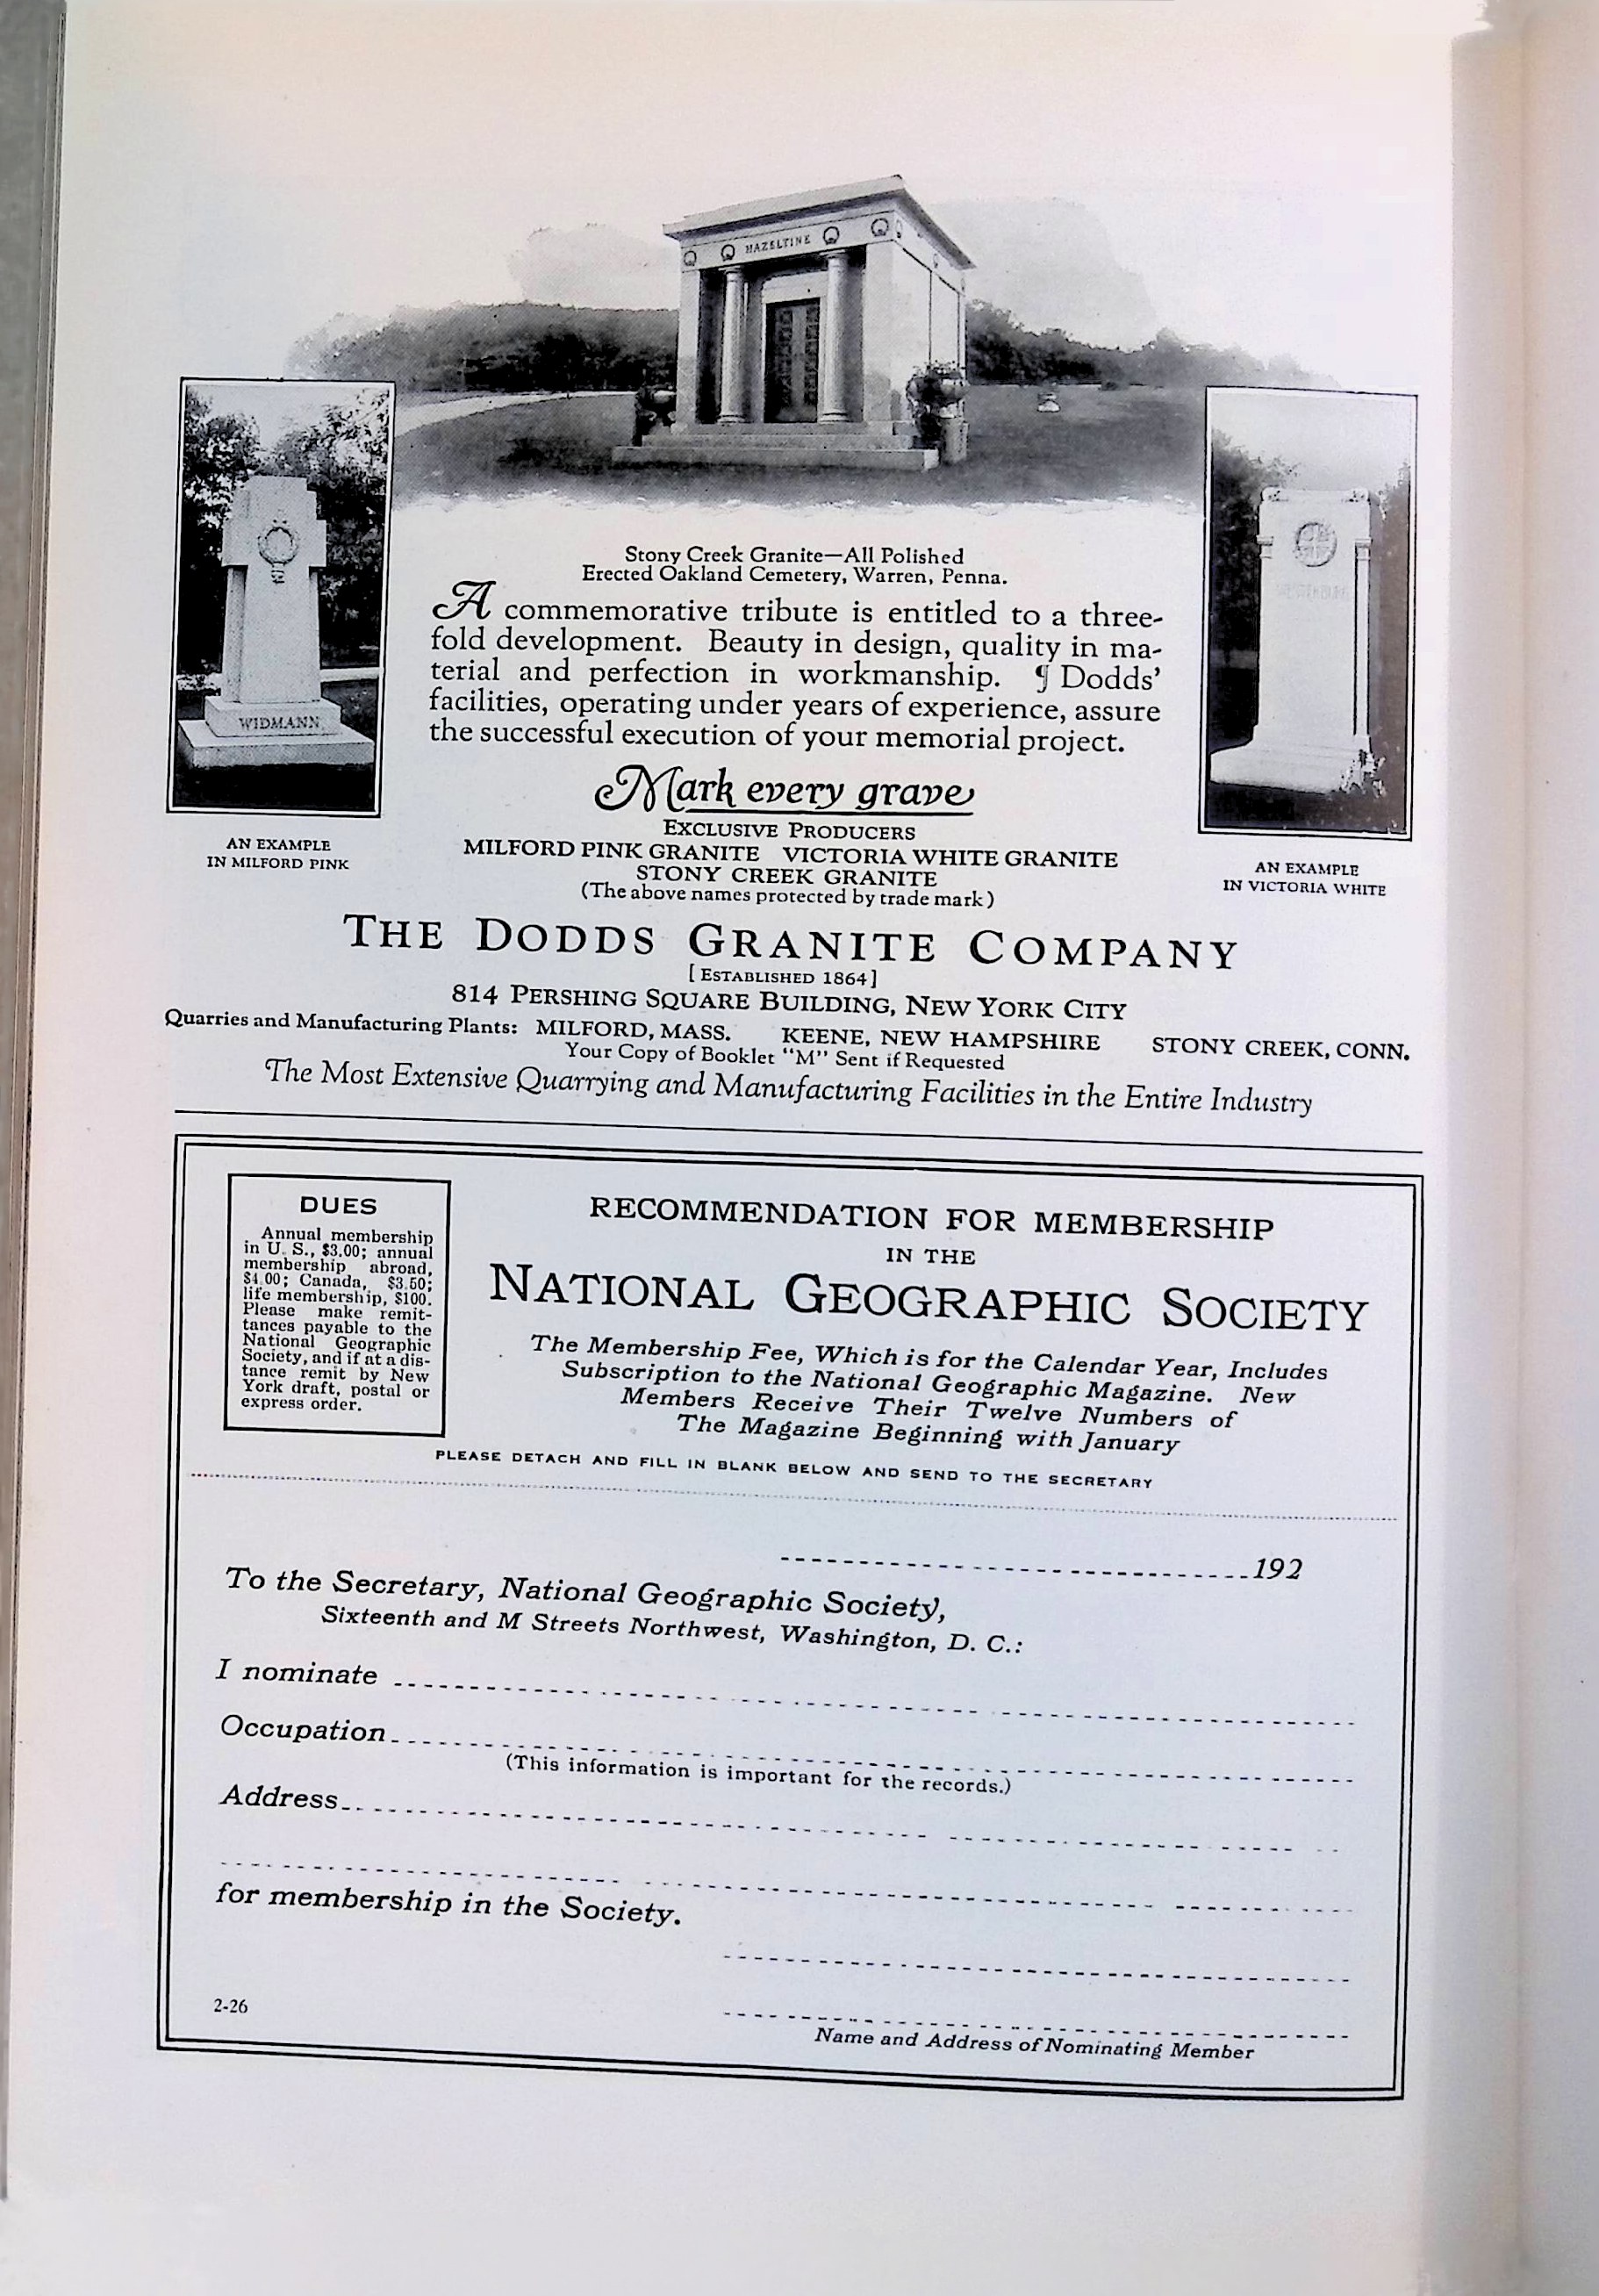 HAZELTINE
WIDMANN
Stony Creek Granite—All Polished
Erected Oakland Cemetery, Warren, Penna.
A commemorative tribute is entitled to a three-
fold development. Beauty in design, quality in ma-
terial and perfection in workmanship. ¶ Dodds'
facilities, operating under years of experience, assure
the successful execution of your memorial project.
Mark every grave
AN EXAMPLE
IN MILFORD PINK
EXCLUSIVE PRODUCERS
MILFORD PINK GRANITE VICTORIA WHITE GRANITE
STONY CREEK GRANITE
(The above names protected by trade mark)
AN EXAMPLE
IN VICTORIA WHITE
THE DODDS GRANITE COMPANY
[ESTABLISHED 1864]
814 PERSHING SQUARE BUILDING, NEW YORK CITY
Quarries and Manufacturing Plants: MILFORD, MASS. KEENE, NEW HAMPSHIRE STONY CREEK, CONN.
Your Copy of Booklet "M" Sent if Requested
The Most Extensive Quarrying and Manufacturing Facilities in the Entire Industry
DUES
Annual membership
in U. S., $3.00; annual
membership abroad,
$4.00; Canada, $3.50;
life membership, $100.
Please make remit-
tances payable to the
National Geographic
Society, and if at a dis-
tance remit by New
York draft, postal or
express order.
RECOMMENDATION FOR MEMBERSHIP
IN THE
NATIONAL GEOGRAPHIC SOCIETY
The Membership Fee, Which is for the Calendar Year, Includes
Subscription to the National Geographic Magazine. New
Members Receive Their Twelve Numbers of
The Magazine Beginning with January
PLEASE DETACH AND FILL IN BLANK BELOW AND SEND TO THE SECRETARY
192
To the Secretary, National Geographic Society,
Sixteenth and M Streets Northwest, Washington, D. C.:
I nominate
Occupation
(This information is important for the records.)
Address
for membership in the Society.
2-26
Name and Address of Nominating Member